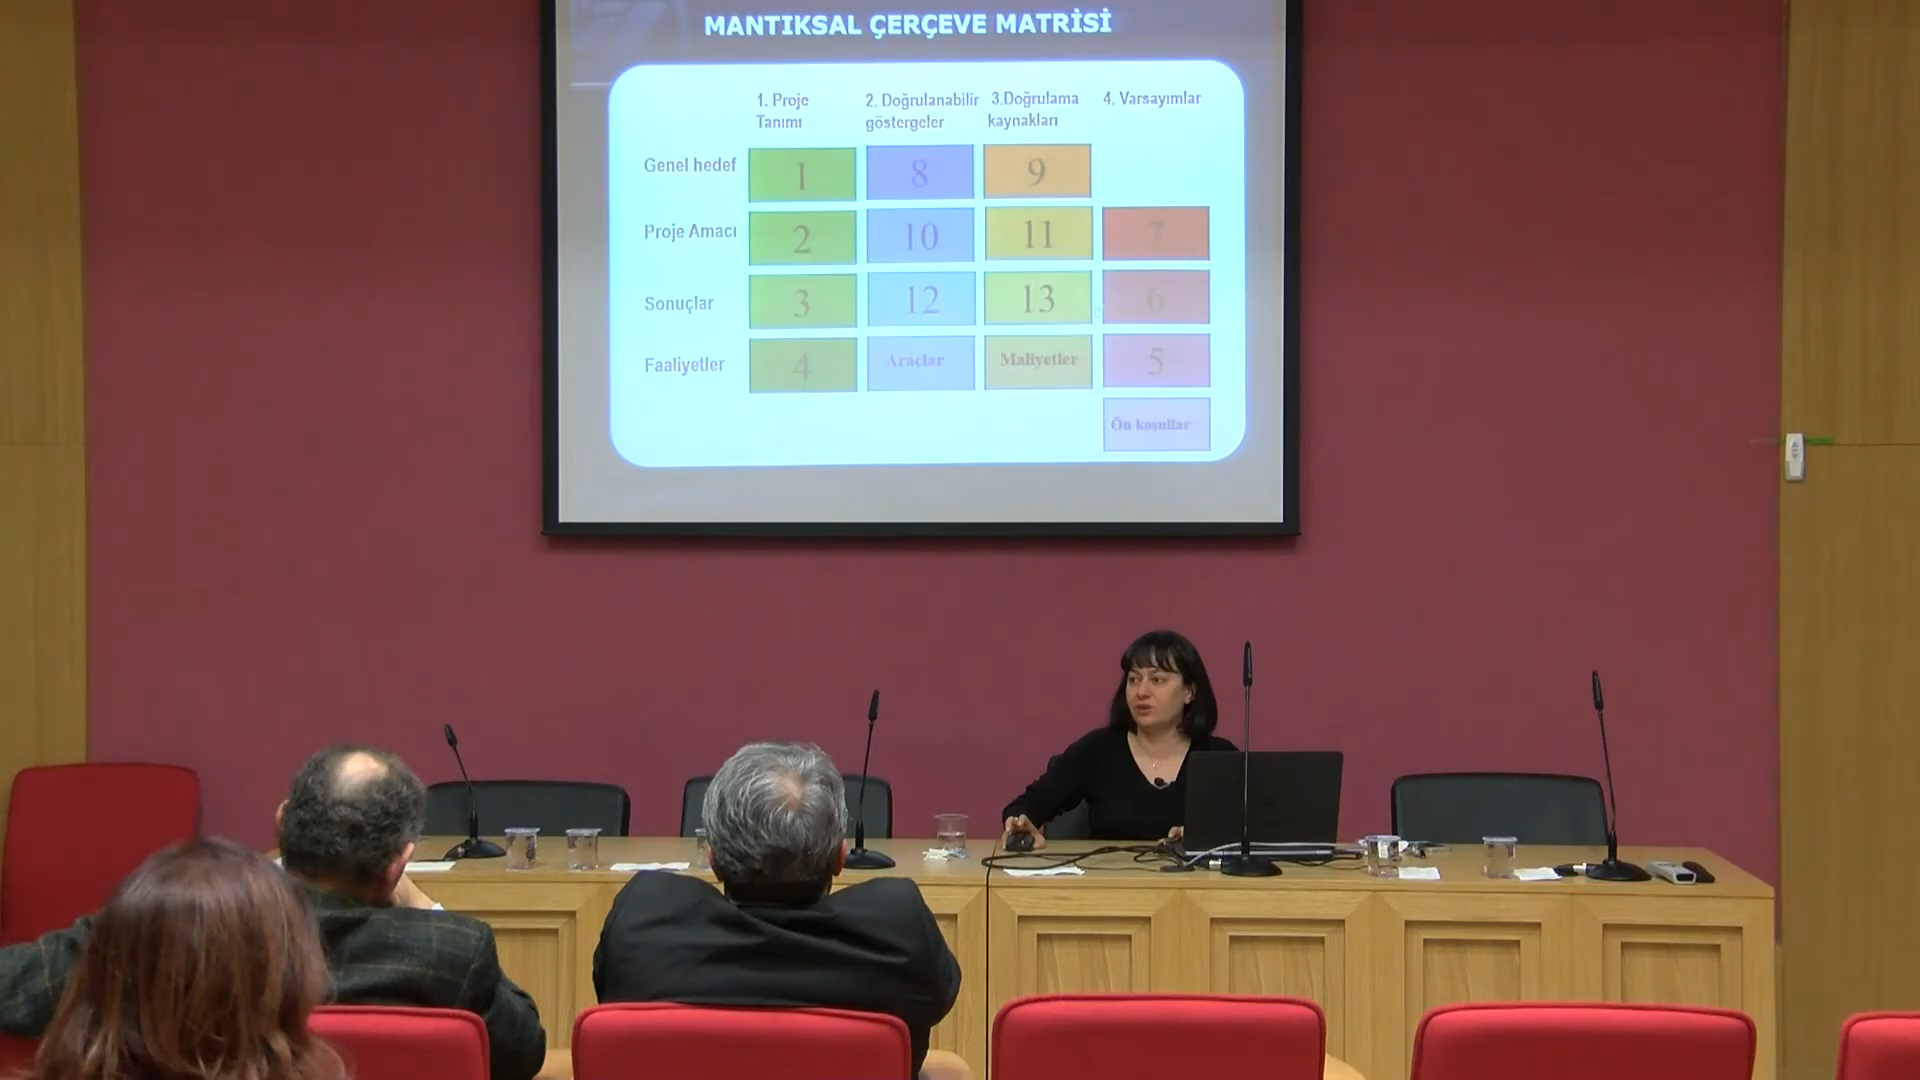 MANTIKSAL ÇERÇEVE MATRİSİ
1. Proje Tanımı
2. Doğrulanabilir göstergeler
3.Doğrulama kaynakları
4. Varsayımlar
Genel hedef 1 8 9
Proje Amacı 2 10 11 7
Sonuçlar 3 12 13 6
Faaliyetler 4 Araçlar Maliyetler 5
Ön koşullar